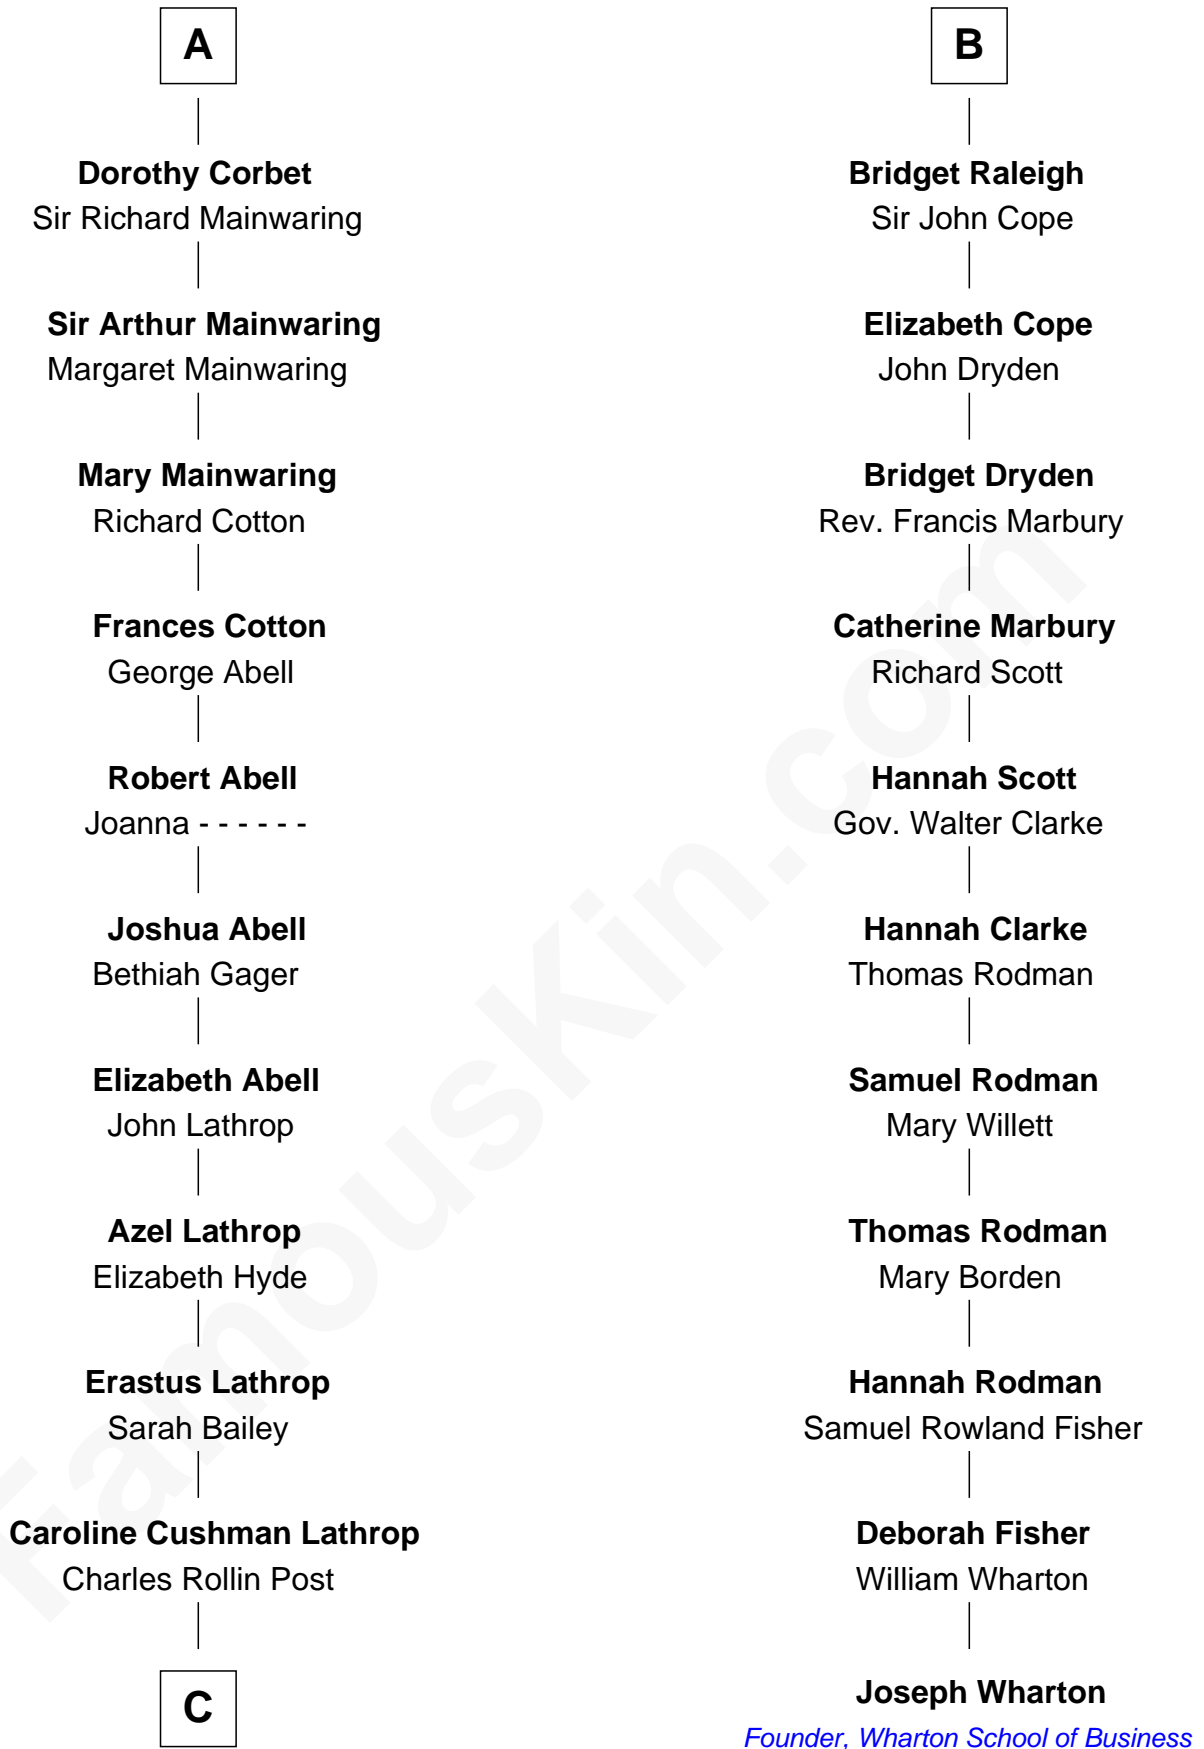 A
Dorothy Corbet
Sir Richard Mainwaring
Sir Arthur Mainwaring
Margaret Mainwaring
Mary Mainwaring
Richard Cotton
Frances Cotton
George Abell
Robert Abell
Joanna - - - - - -
Joshua Abell
Bethiah Gager
Elizabeth Abell
John Lathrop
Azel Lathrop
Elizabeth Hyde
Erastus Lathrop
Sarah Bailey
Caroline Cushman Lathrop
Charles Rollin Post
C
B
Bridget Raleigh
Sir John Cope
Elizabeth Cope
John Dryden
Bridget Dryden
Rev. Francis Marbury
Catherine Marbury
Richard Scott
Hannah Scott
Gov. Walter Clarke
Hannah Clarke
Thomas Rodman
Samuel Rodman
Mary Willett
Thomas Rodman
Mary Borden
Hannah Rodman
Samuel Rowland Fisher
Deborah Fisher
William Wharton
Joseph Wharton
Founder, Wharton School of Business
FamousKin.com